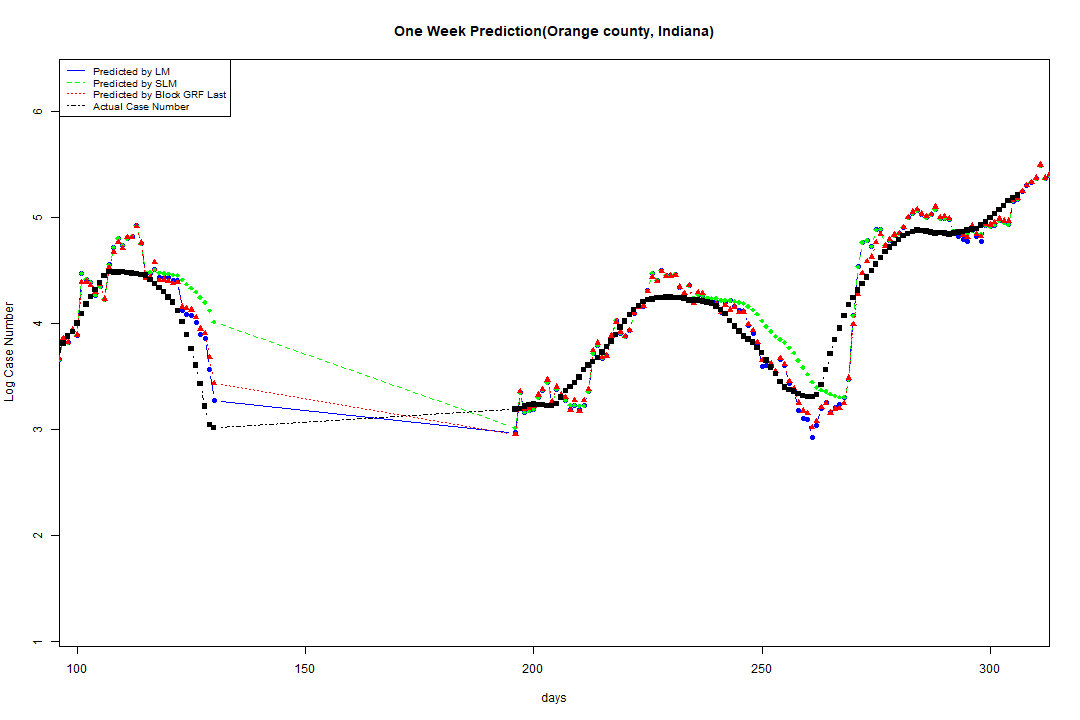 One Week Prediction(Orange county, Indiana)
Predicted by LM
Predicted by SLM
Predicted by Block GRF Last
Actual Case Number
6
5
4
3
2
1
Log Case Number
100
150
200
250
300
days